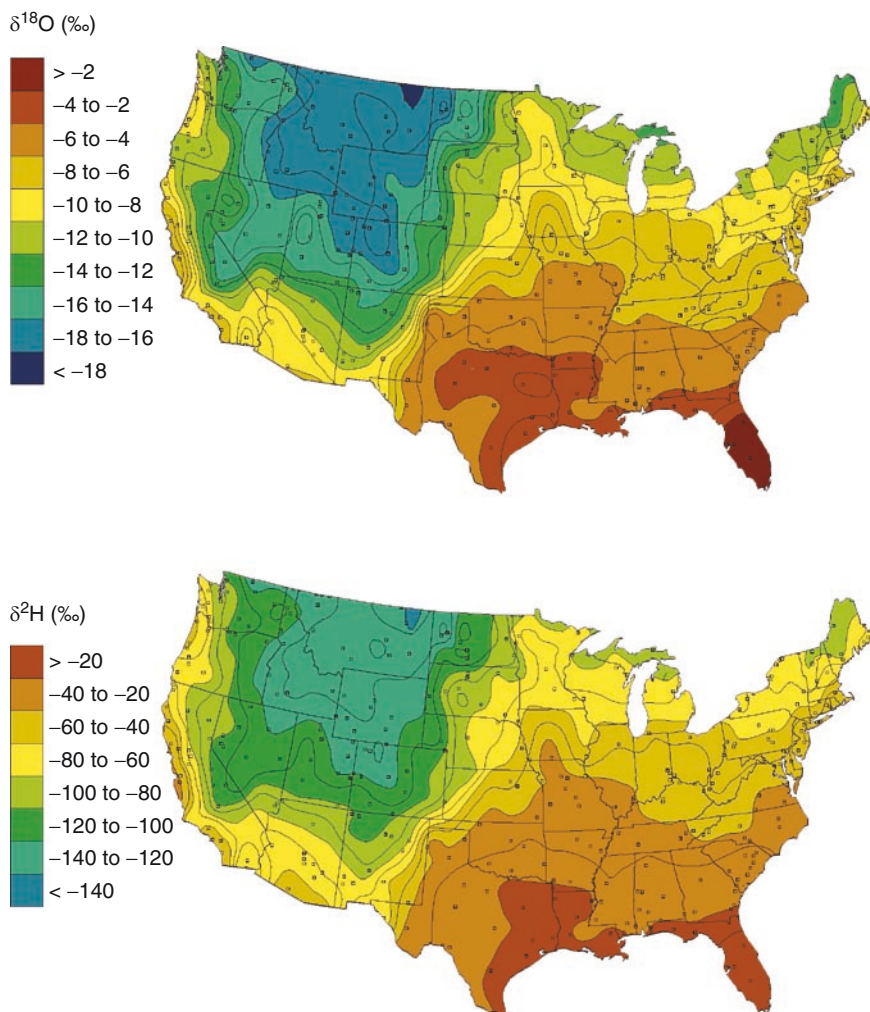 δ¹⁸O (‰)
> –2
–4 to –2
–6 to –4
–8 to –6
–10 to –8
–12 to –10
–14 to –12
–16 to –14
–18 to –16
< –18
δ²H (‰)
> –20
–40 to –20
–60 to –40
–80 to –60
–100 to –80
–120 to –100
–140 to –120
< –140